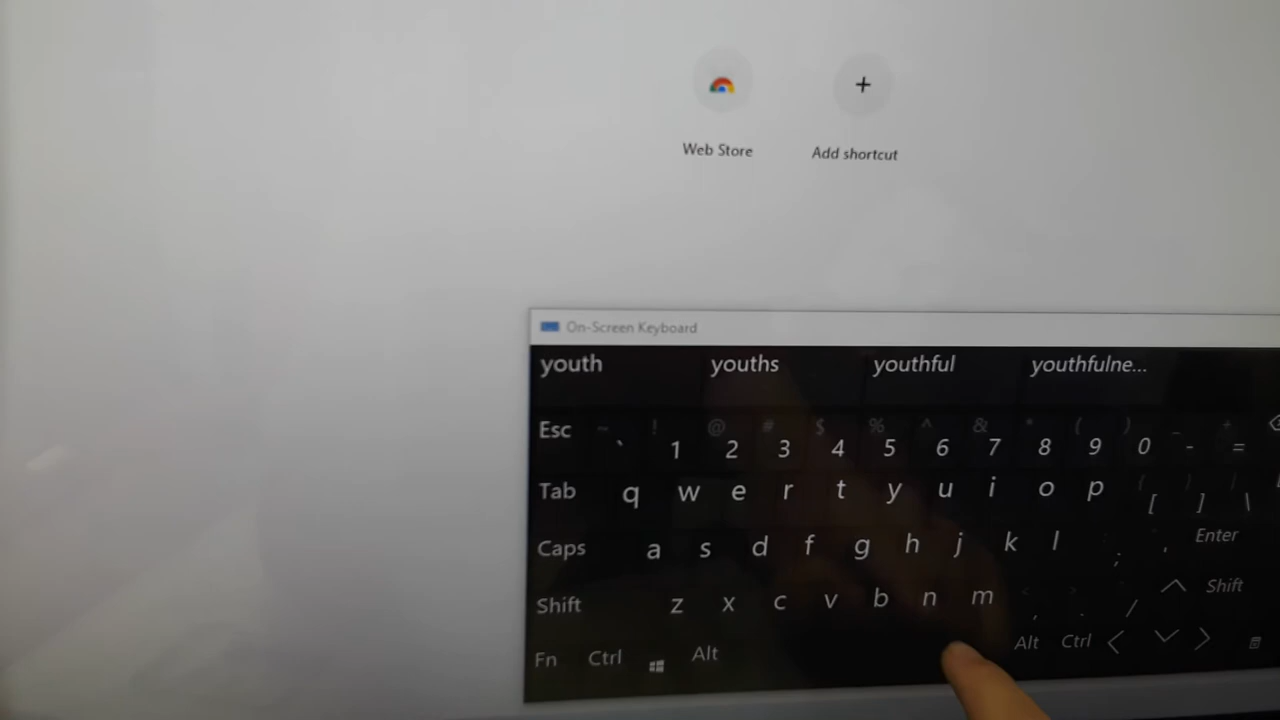 Web Store
Add shortcut
On-Screen Keyboard
youth youths youthful youthfulne...
Esc ~ ` ! 1 @ 2 # 3 $ 4 % 5 ^ 6 & 7 * 8 ( 9 ) 0 _ - + =
Tab q w e r t y u i o p [ ] \
Caps a s d f g h j k l ; ' Enter
Shift z x c v b n m , . / Shift
Fn Ctrl Alt Alt Ctrl